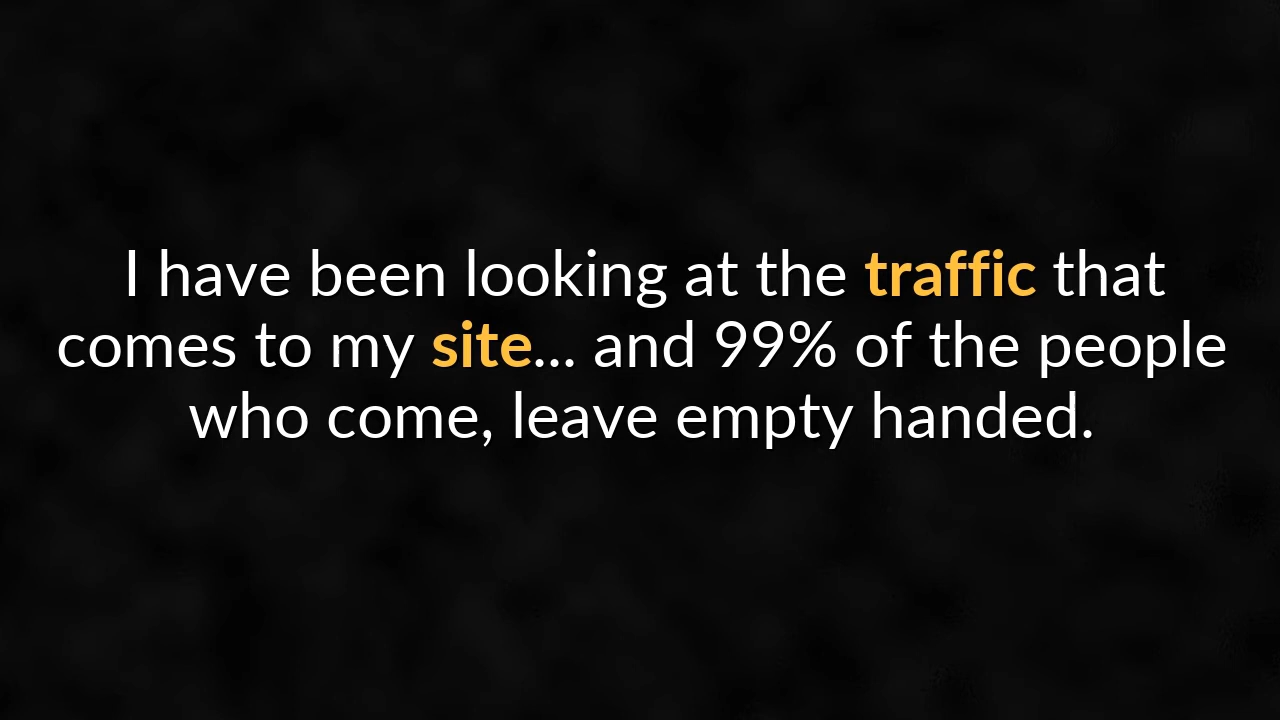 I have been looking at the traffic that
comes to my site... and 99% of the people
who come, leave empty handed.